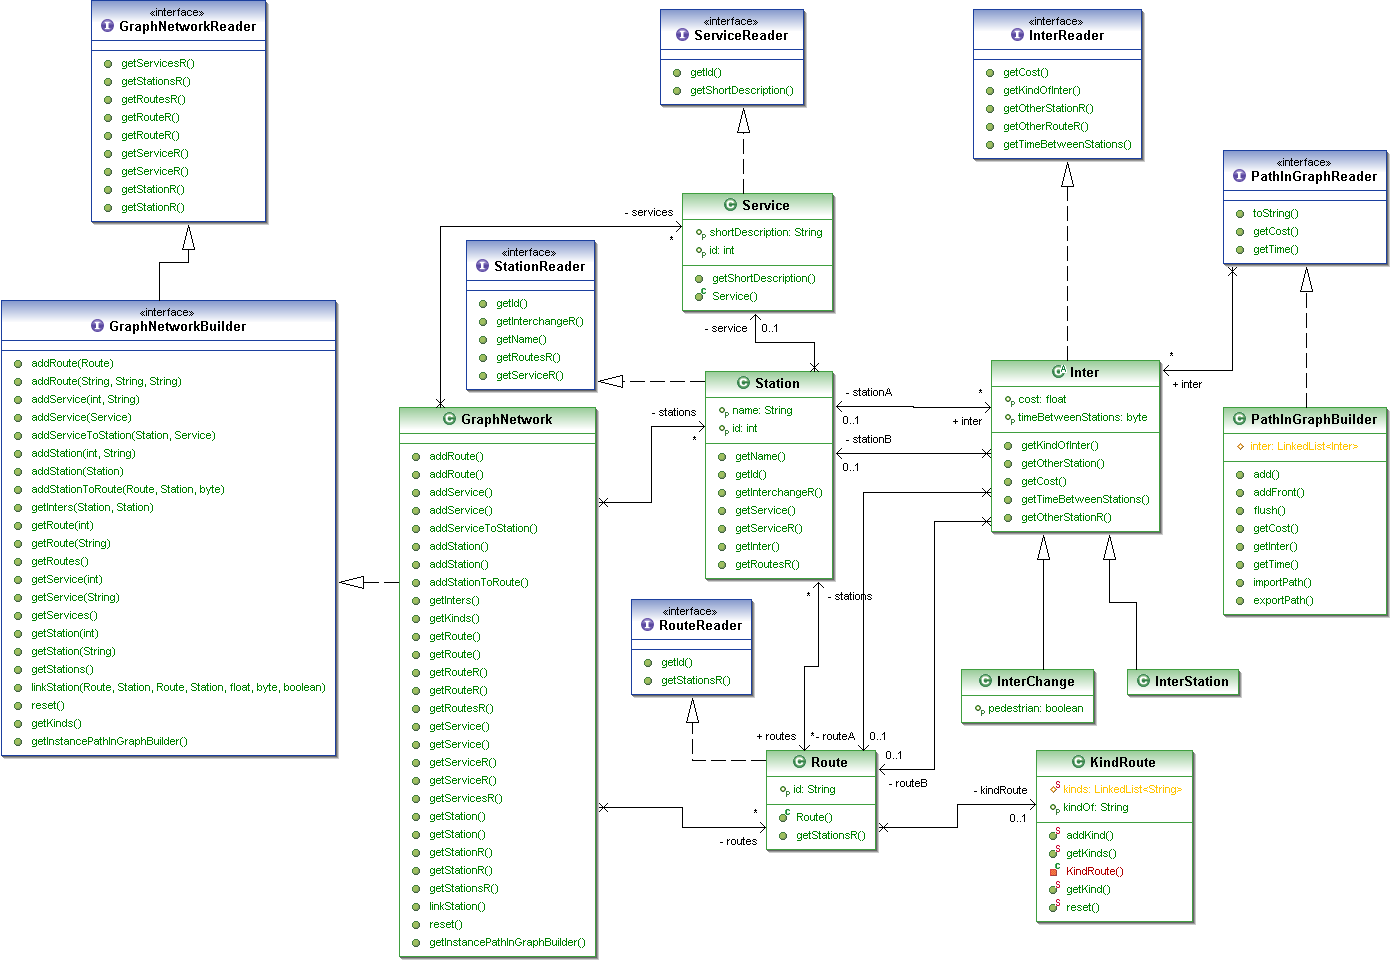 «interface»
GraphNetworkReader
getServicesR()
getStationsR()
getRoutesR()
getRouteR()
getRouteR()
getServiceR()
getServiceR()
getStationR()
getStationR()
«interface»
ServiceReader
getId()
getShortDescription()
«interface»
InterReader
getCost()
getKindOfInter()
getOtherStationR()
getOtherRouteR()
getTimeBetweenStations()
«interface»
PathInGraphReader
toString()
getCost()
getTime()
- services
*
Service
shortDescription: String
id: int
getShortDescription()
Service()
«interface»
StationReader
getId()
getInterchangeR()
getName()
getRoutesR()
getServiceR()
- service
0..1
«interface»
GraphNetworkBuilder
addRoute(Route)
addRoute(String, String, String)
addService(int, String)
addService(Service)
addServiceToStation(Station, Service)
addStation(int, String)
addStation(Station)
addStationToRoute(Route, Station, byte)
getInters(Station, Station)
getRoute(int)
getRoute(String)
getRoutes()
getService(int)
getService(String)
getServices()
getStation(int)
getStation(String)
getStations()
linkStation(Route, Station, Route, Station, float, byte, boolean)
reset()
getKinds()
getInstancePathInGraphBuilder()
GraphNetwork
addRoute()
addRoute()
addService()
addService()
addServiceToStation()
addStation()
addStation()
addStationToRoute()
getInters()
getKinds()
getRoute()
getRoute()
getRouteR()
getRouteR()
getRoutesR()
getService()
getService()
getServiceR()
getServiceR()
getServicesR()
getStation()
getStation()
getStationR()
getStationR()
getStationsR()
linkStation()
reset()
getInstancePathInGraphBuilder()
- stations
*
Station
name: String
id: int
getName()
getId()
getInterchangeR()
getService()
getServiceR()
getInter()
getRoutesR()
- stationA
0..1
*
+ inter
- stationB
0..1
Inter
cost: float
timeBetweenStations: byte
getKindOfInter()
getOtherStation()
getCost()
getTimeBetweenStations()
getOtherStationR()
*
+ inter
PathInGraphBuilder
inter: LinkedList<Inter>
add()
addFront()
flush()
getCost()
getInter()
getTime()
importPath()
exportPath()
*
- stations
«interface»
RouteReader
getId()
getStationsR()
InterChange
pedestrian: boolean
InterStation
+ routes
*
- routeA
0..1
0..1
- routeB
Route
id: String
Route()
getStationsR()
*
- routes
- kindRoute
0..1
KindRoute
kinds: LinkedList<String>
kindOf: String
addKind()
getKinds()
KindRoute()
getKind()
reset()